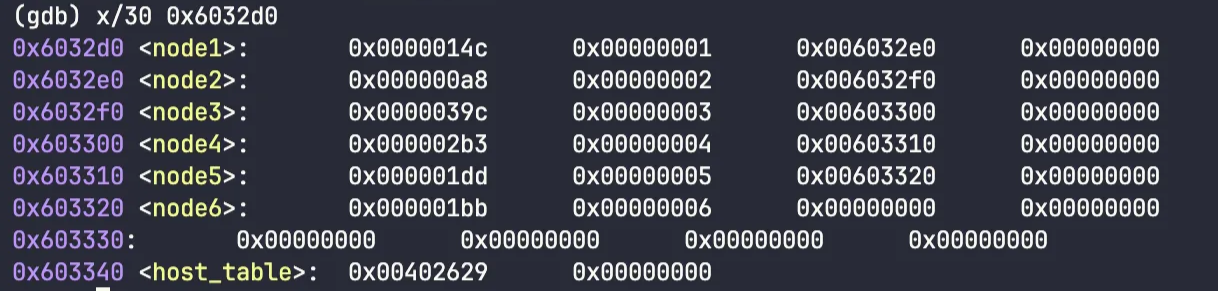 (gdb) x/30 0x6032d0
0x6032d0 <node1>: 0x0000014c 0x00000001 0x006032e0 0x00000000
0x6032e0 <node2>: 0x000000a8 0x00000002 0x006032f0 0x00000000
0x6032f0 <node3>: 0x0000039c 0x00000003 0x00603300 0x00000000
0x603300 <node4>: 0x000002b3 0x00000004 0x00603310 0x00000000
0x603310 <node5>: 0x000001dd 0x00000005 0x00603320 0x00000000
0x603320 <node6>: 0x000001bb 0x00000006 0x00000000 0x00000000
0x603330: 0x00000000 0x00000000 0x00000000 0x00000000
0x603340 <host_table>: 0x00402629 0x00000000